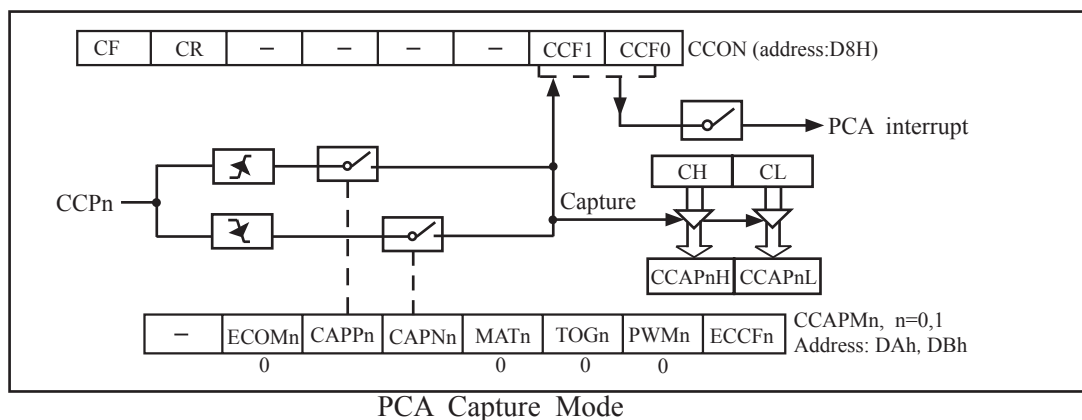 CF CR – – – – CCF1 CCF0 CCON (address:D8H)
PCA interrupt
CH CL
CCPn
Capture
CCAPnH CCAPnL
– ECOMn CAPPn CAPNn MATn TOGn PWMn ECCFn
CCAPMn, n=0,1
Address: DAh, DBh
0 0 0 0
PCA Capture Mode